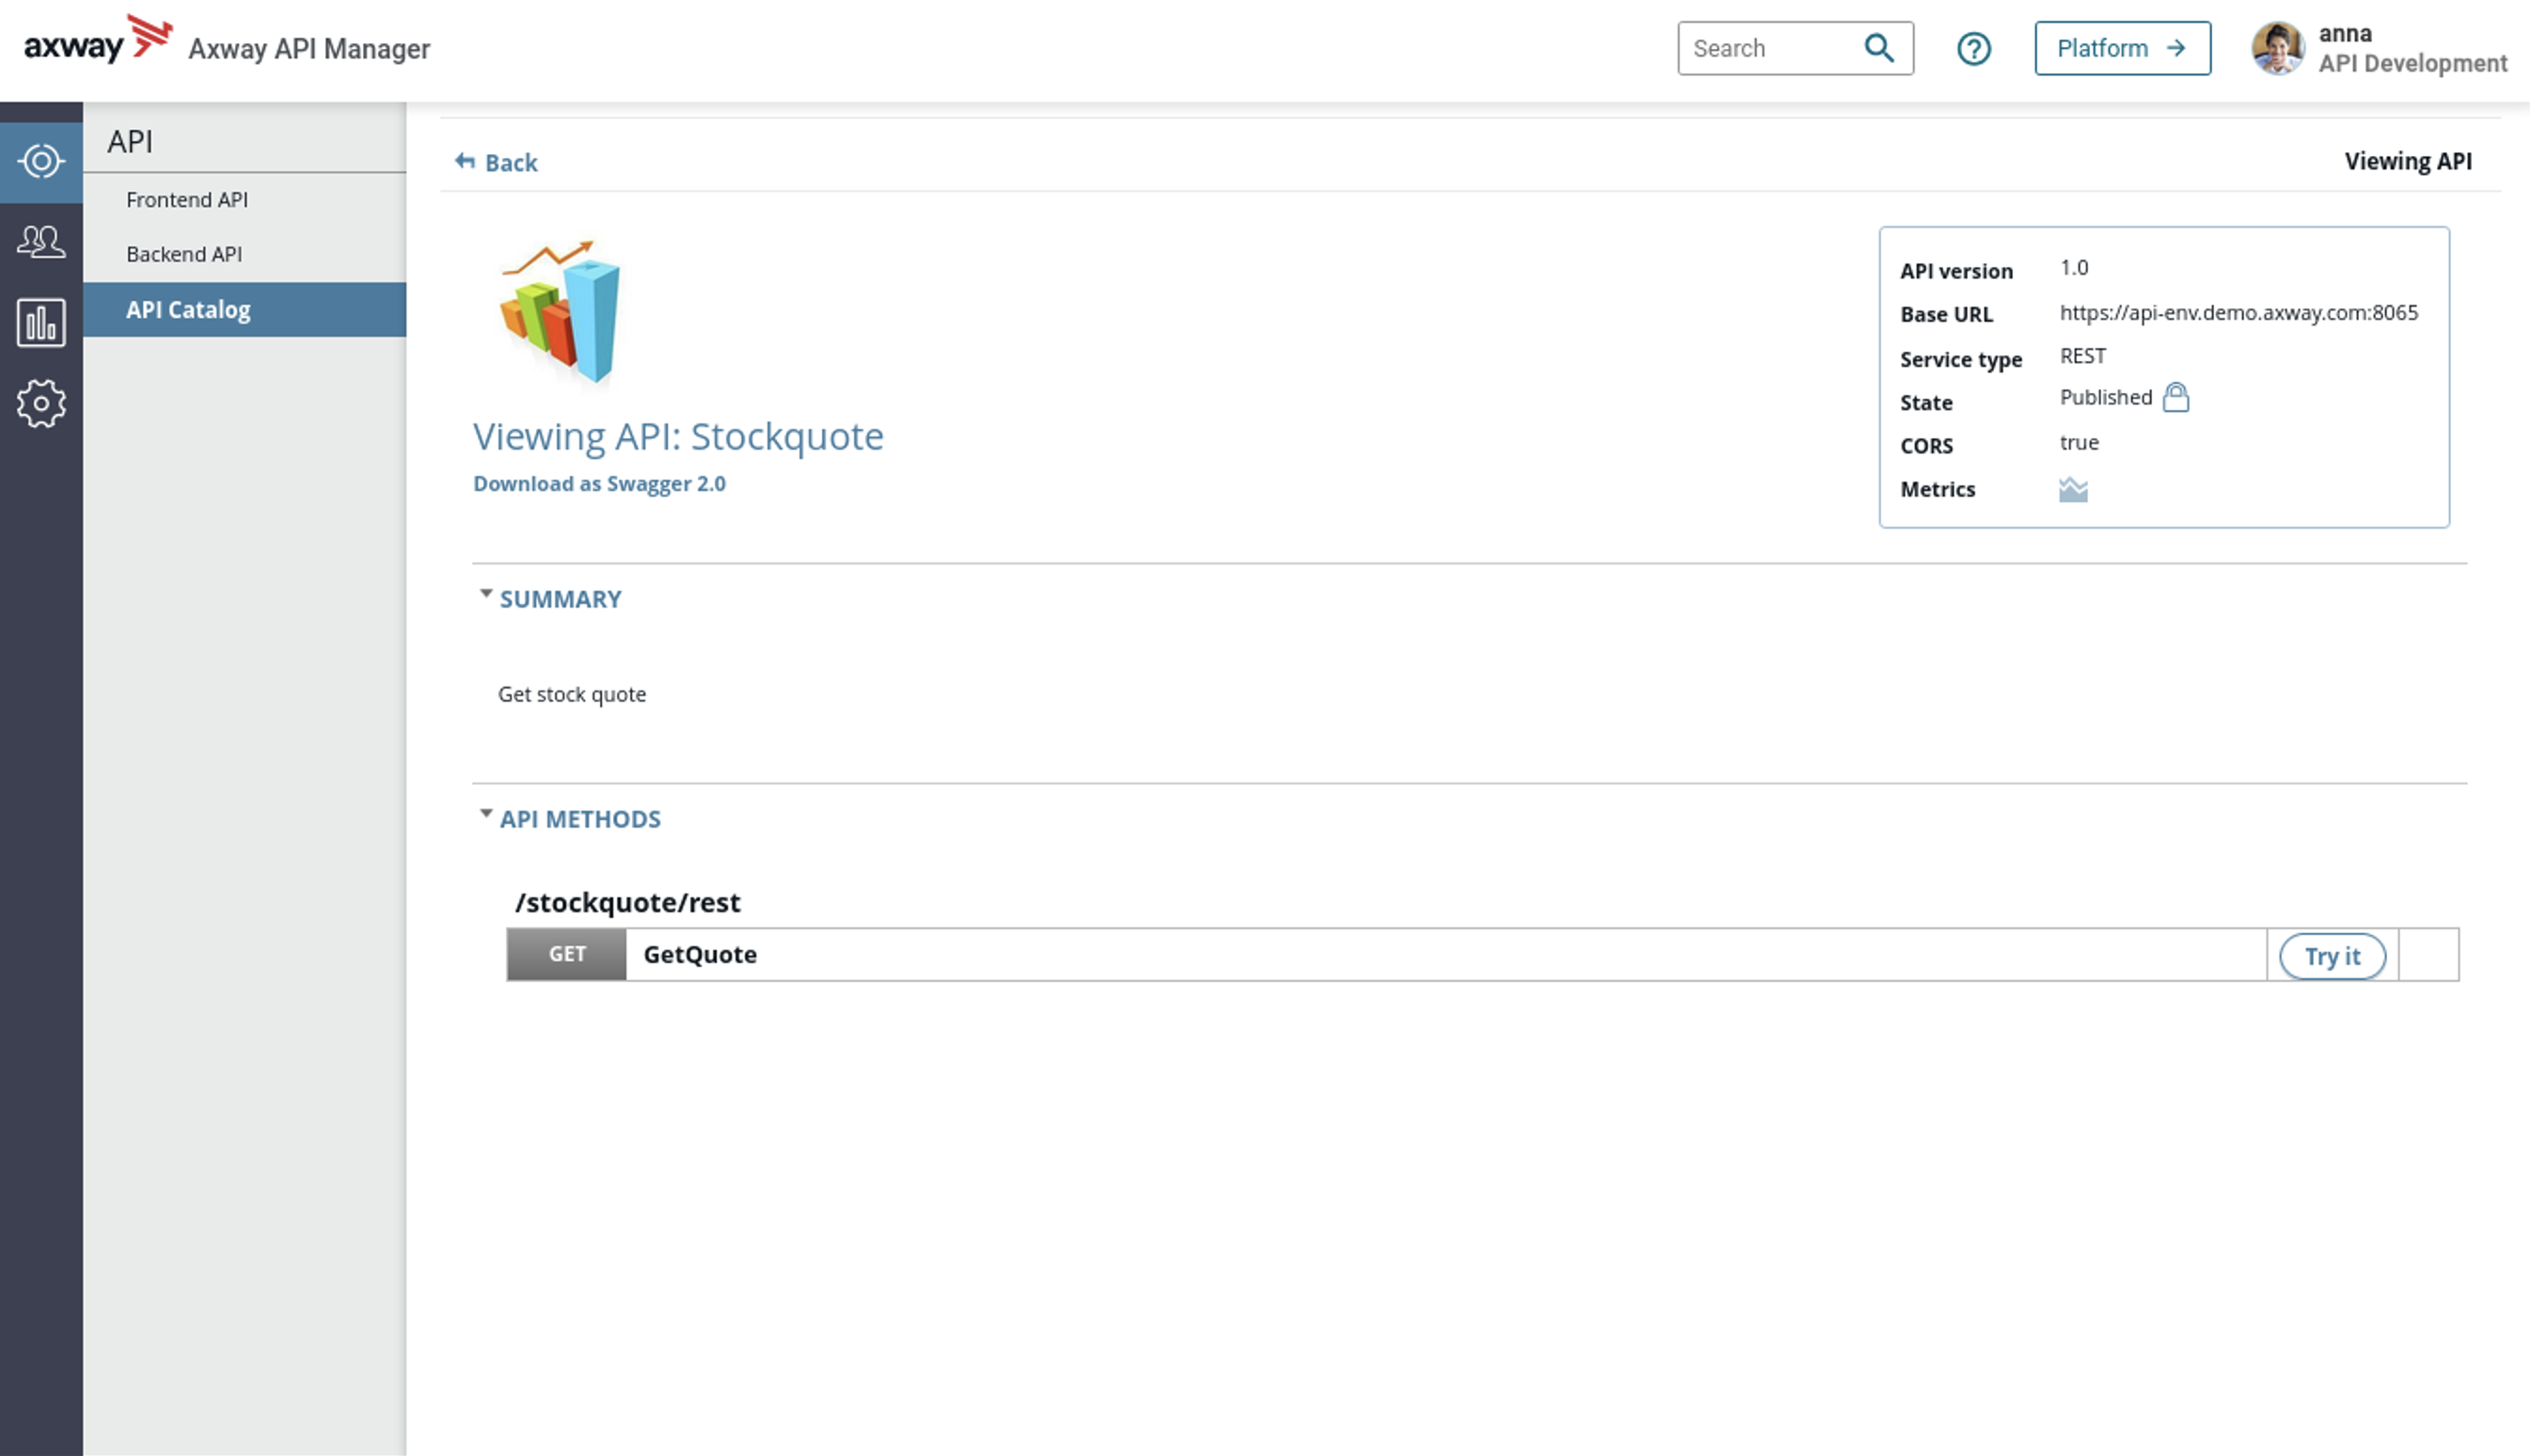 axway Axway API Manager
Search
Platform →
anna
API Development
API
Frontend API
Backend API
API Catalog
Back
Viewing API
API version 1.0
Base URL https://api-env.demo.axway.com:8065
Service type REST
State Published
CORS true
Metrics
Viewing API: Stockquote
Download as Swagger 2.0
SUMMARY
Get stock quote
API METHODS
/stockquote/rest
GET GetQuote Try it